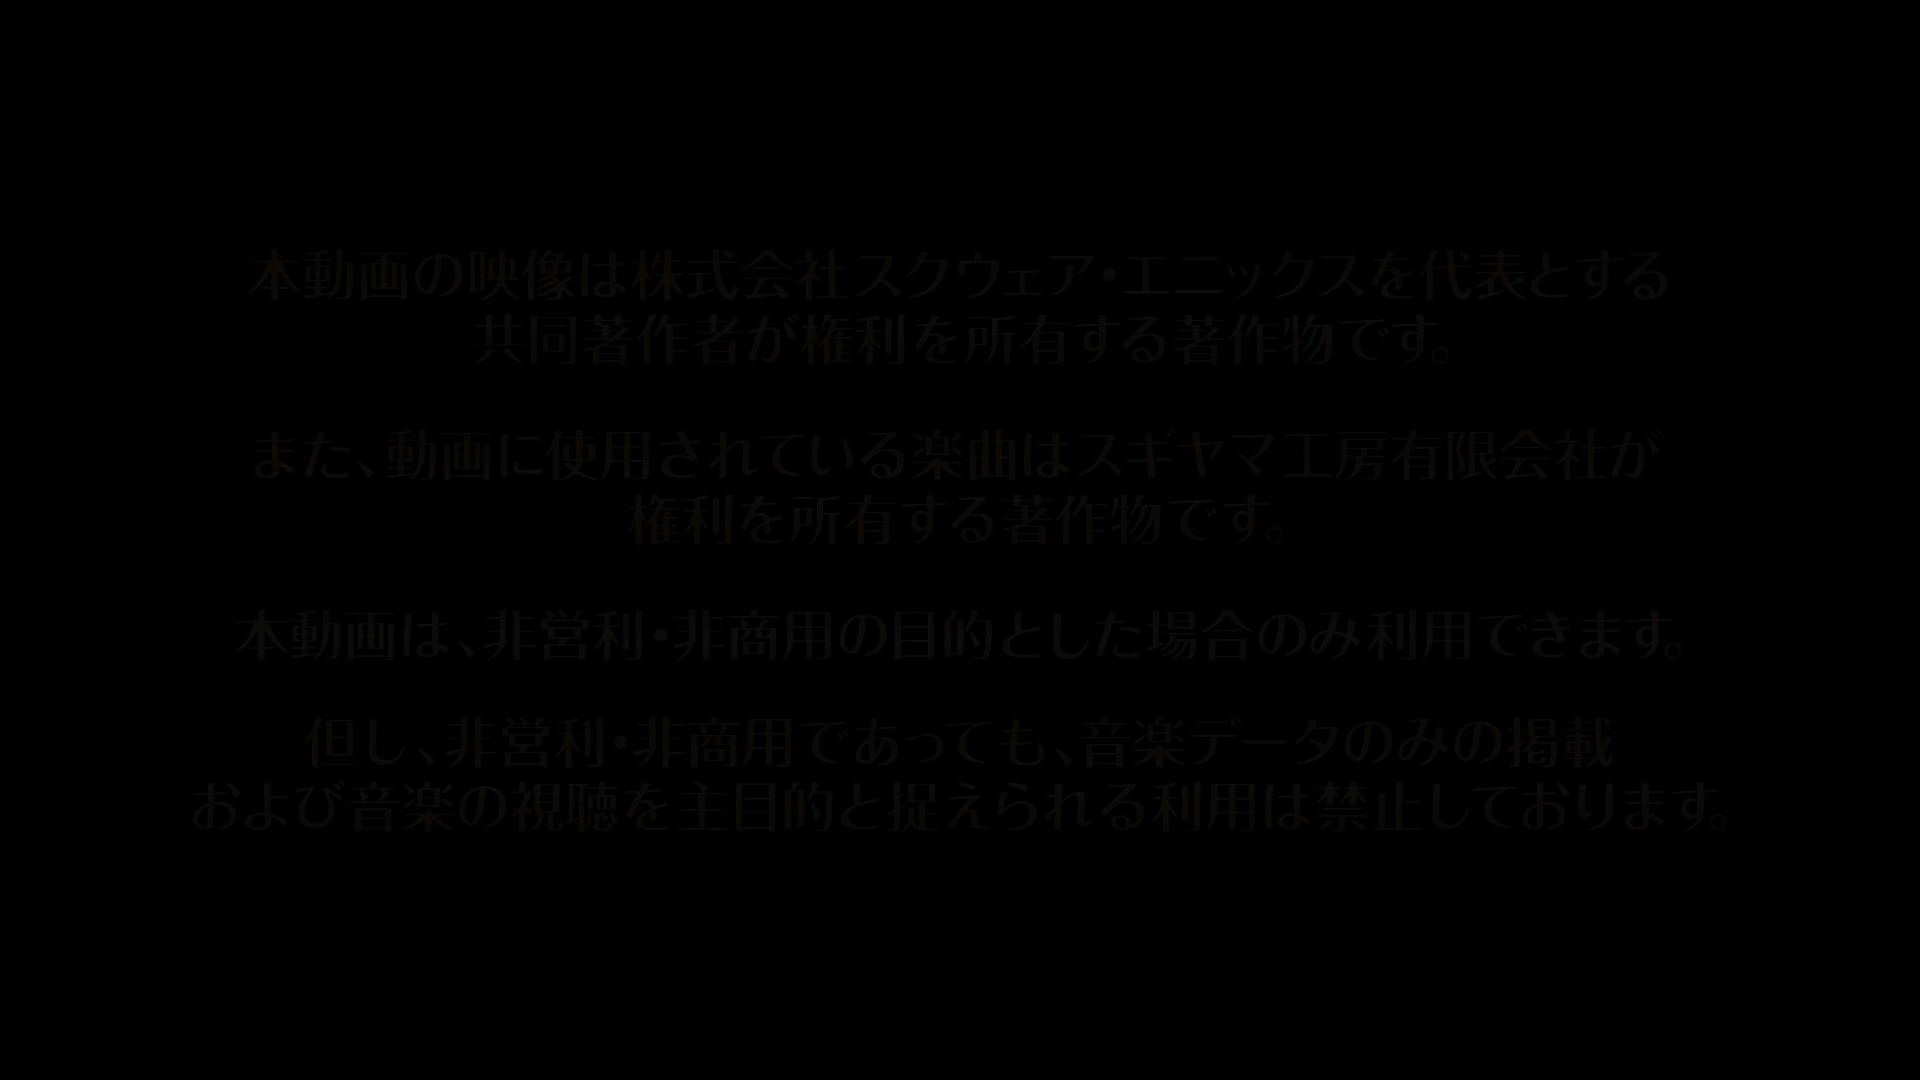 本動画の映像は株式会社スクウェア・エニックスを代表とする
共同著作者が権利を所有する著作物です。
また、動画に使用されている楽曲はスギヤマ工房有限会社が
権利を所有する著作物です。
本動画は、非営利・非商用の目的とした場合のみ利用できます。
但し、非営利・非商用であっても、音楽データのみの掲載
および音楽の視聴を主目的と捉えられる利用は禁止しております。